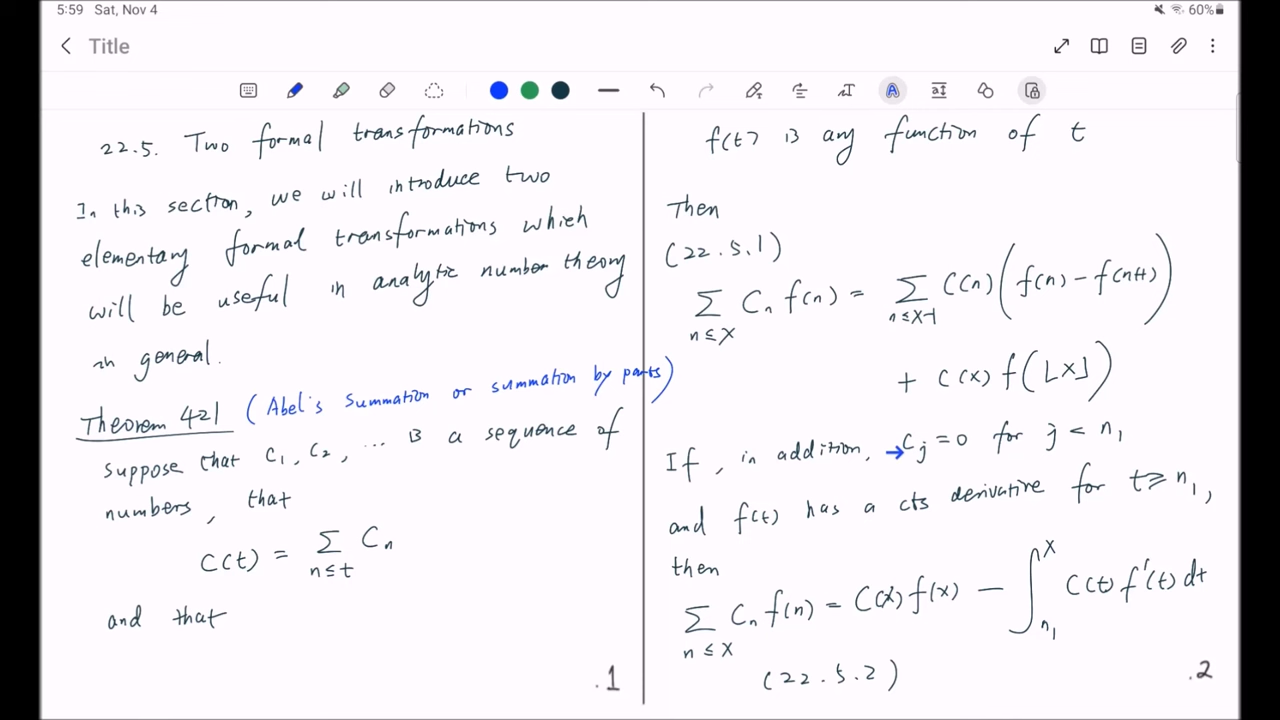 5:59 Sat, Nov 4
60%
Title
22.5. Two formal transformations
In this section, we will introduce two
elementary formal transformations which
will be useful in analytic number theory
in general.
Theorem 421 (Abel's summation or summation by parts)
suppose that C₁, C₂, ... is a sequence of
numbers, that
C(t) = ∑_{n≤t} Cₙ
and that
.1
f(t) is any function of t
Then
(22.5.1)
∑_{n≤X} Cₙ f(n) = ∑_{n≤X-1} C(n) (f(n) - f(n+1))
+ C(X) f(⌊X⌋)
If, in addition, → Cⱼ = 0 for j < n₁
and f(t) has a cts derivative for t ≥ n₁,
then
∑_{n≤X} Cₙ f(n) = C(X) f(x) - ∫_{n₁}^{X} C(t) f'(t) dt
(22.5.2)
.2